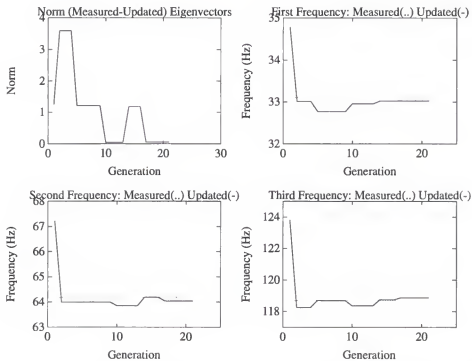 Norm (Measured-Updated) Eigenvectors
4
3
2
1
0
Norm
0
10
20
30
Generation
First Frequency: Measured(..) Updated(-)
35
34
33
32
Frequency (Hz)
0
10
20
Generation
Second Frequency: Measured(..) Updated(-)
68
67
66
65
64
63
Frequency (Hz)
0
10
20
Generation
Third Frequency: Measured(..) Updated(-)
124
122
120
118
Frequency (Hz)
0
10
20
Generation